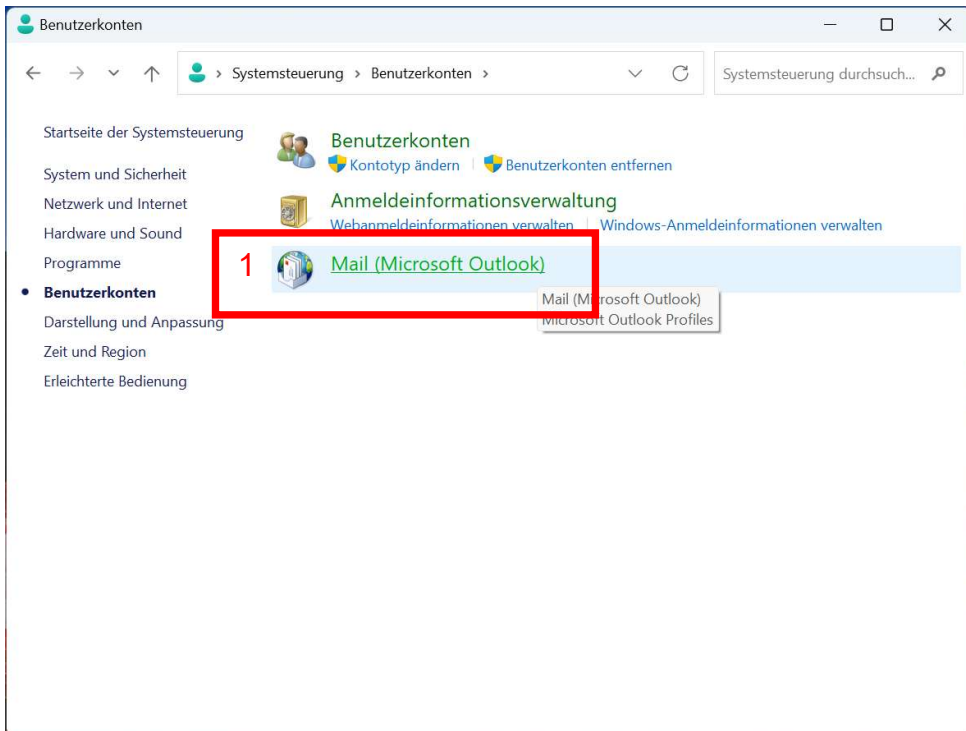 Benutzerkonten
Systemsteuerung > Benutzerkonten >
Systemsteuerung durchsuch...
Startseite der Systemsteuerung
System und Sicherheit
Netzwerk und Internet
Hardware und Sound
Programme
Benutzerkonten
Darstellung und Anpassung
Zeit und Region
Erleichterte Bedienung
Benutzerkonten
Kontotyp ändern Benutzerkonten entfernen
Anmeldeinformationsverwaltung
Webanmeldeinformationen verwalten Windows-Anmeldeinformationen verwalten
1
Mail (Microsoft Outlook)
Mail (Microsoft Outlook)
Microsoft Outlook Profiles